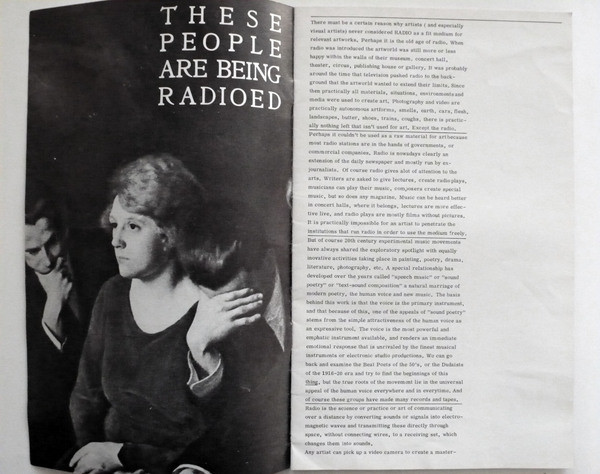 THESE
PEOPLE
ARE BEING
RADIOED
There must be a certain reason why artists ( and especially
visual artists) never considered RADIO as a fit medium for
relevant artworks. Perhaps it is the old age of radio. When
radio was introduced the artworld was still more or less
happy within the walls of their museum, concert hall,
theater, circus, publishing house or gallery. It was probably
around the time that television pushed radio to the back-
ground that the artworld wanted to extend their limits. Since
then practically all materials, situations, environments and
media were used to create art. Photography and video are
practically autonomous artforms, smells, earth, cars, flesh,
landscapes, butter, shoes, trains, coughs, there is practic-
ally nothing left that isn't used for art. Except the radio.
Perhaps it couldn't be used as a raw material for art because
most radio stations are in the hands of governments, or
commercial companies. Radio is nowadays clearly an
extension of the daily newspaper and mostly run by ex-
journalists. Of course radio gives alot of attention to the
arts. Writers are asked to give lectures, create radioplays,
musicians can play their music, composers create special
music, but so does any magazine. Music can be heard better
in concert halls, where it belongs, lectures are more effec-
tive live, and radio plays are mostly films without pictures.
It is practically impossible for an artist to penetrate the
institutions that run radio in order to use the medium freely.
But of course 20th century experimental music movements
have always shared the exploratory spotlight with equally
inovative activities taking place in painting, poetry, drama,
literature, photography, etc. A special relationship has
developed over the years called "speech music" or "sound
poetry" or "text-sound composition" a natural marriage of
modern poetry, the human voice and new music. The basis
behind this work is that the voice is the primary instrument,
and that because of this, one of the appeals of "sound poetry"
stems from the simple attractiveness of the human voice as
an expressive tool. The voice is the most powerful and
emphatic instrument available, and renders an immediate
emotional response that is unrivaled by the finest musical
instruments or electronic studio productions. We can go
back and examine the Beat Poets of the 50's, or the Dadaists
of the 1916-20 era and try to find the beginnings of this
thing, but the true roots of the movement lie in the universal
appeal of the human voice everywhere and in everytime. And
of course these groups have made many records and tapes.
Radio is the science or practice or art of communicating
over a distance by converting sounds or signals into electro-
magnetic waves and transmitting these directly through
space, without connecting wires, to a receiving set, which
changes them into sounds.
Any artist can pick up a video camera to create a master-